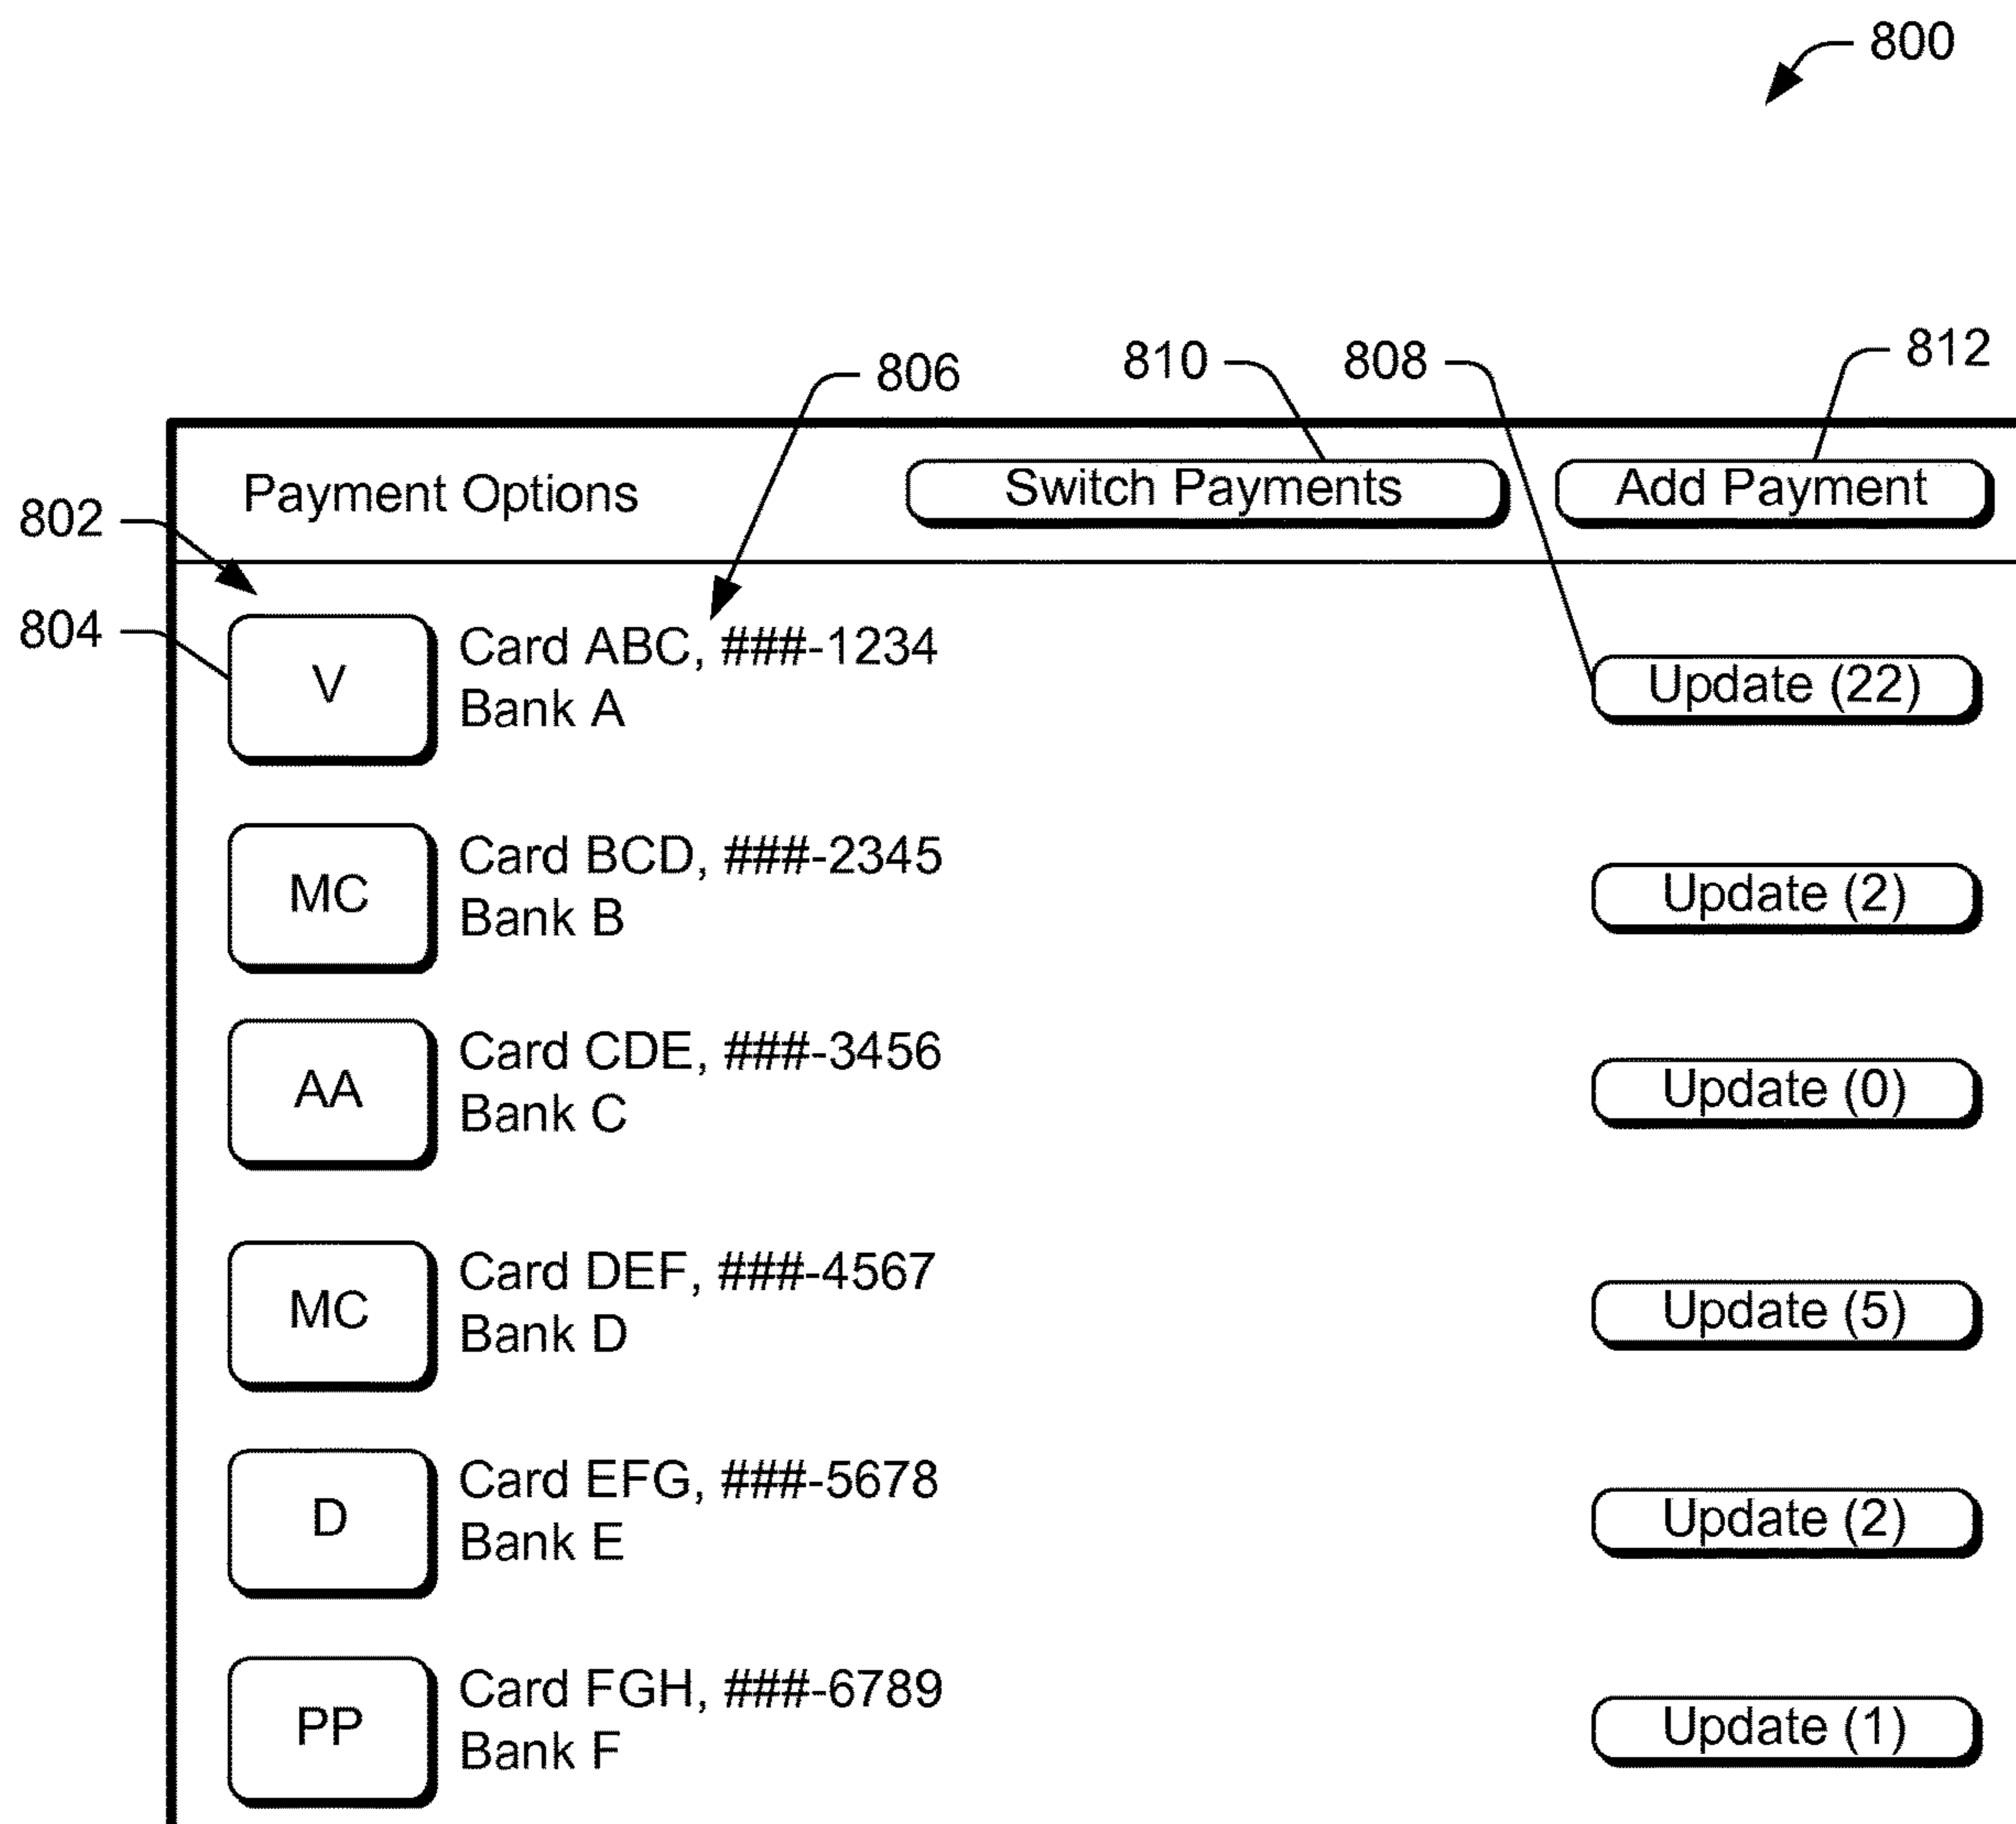 800
806
810
808
812
Payment Options
Switch Payments
Add Payment
802
804
V
Card ABC, ###-1234
Bank A
Update (22)
MC
Card BCD, ###-2345
Bank B
Update (2)
AA
Card CDE, ###-3456
Bank C
Update (0)
MC
Card DEF, ###-4567
Bank D
Update (5)
D
Card EFG, ###-5678
Bank E
Update (2)
PP
Card FGH, ###-6789
Bank F
Update (1)